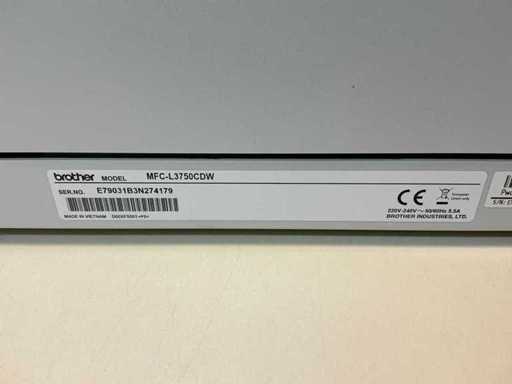 brother MODEL MFC-L3750CDW
SER.NO. E79031B3N274179
MADE IN VIETNAM
CE
220V-240V ~ 50/60Hz 5.5A
BROTHER INDUSTRIES, LTD.